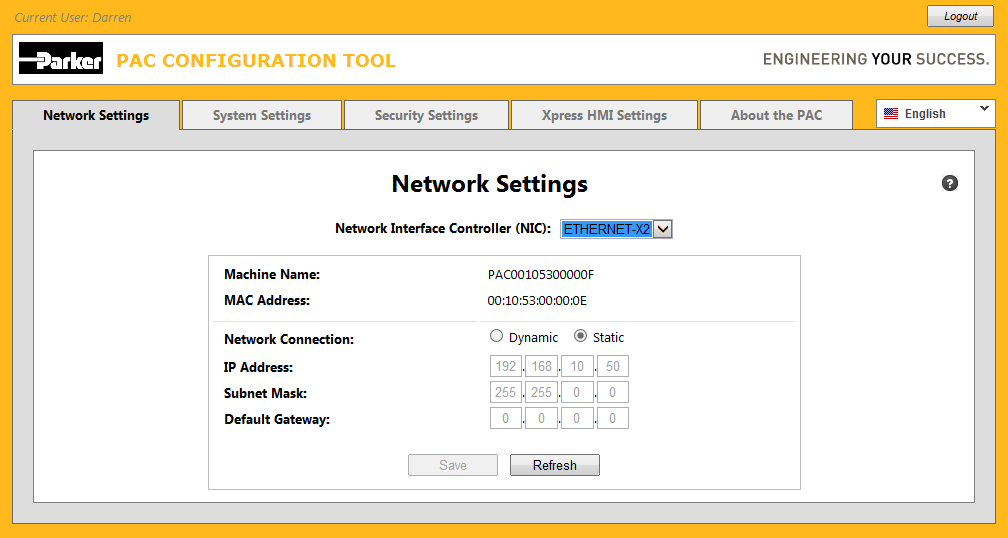 Current User: Darren
Logout
Parker PAC CONFIGURATION TOOL ENGINEERING YOUR SUCCESS.
Network Settings System Settings Security Settings Xpress HMI Settings About the PAC English
Network Settings
?
Network Interface Controller (NIC): ETHERNET-X2
Machine Name: PAC00105300000F
MAC Address: 00:10:53:00:00:0E
Network Connection: Dynamic Static
IP Address: 192.168.10.50
Subnet Mask: 255.255.0.0
Default Gateway: 0.0.0.0
Save Refresh